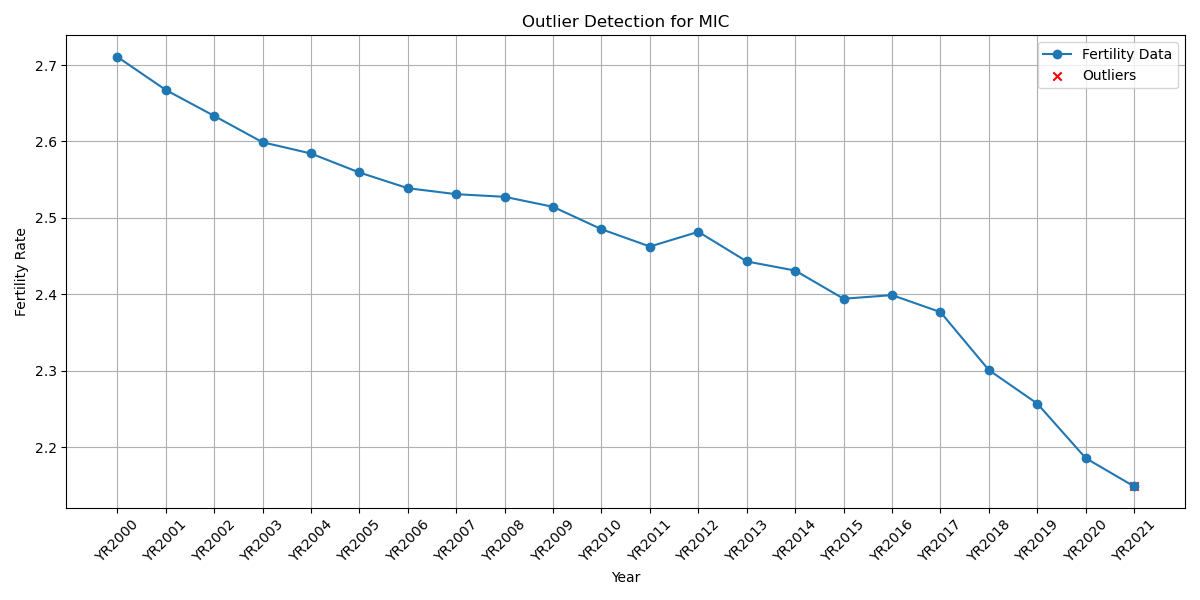 Outlier Detection for MIC
Fertility Data
Outliers
Fertility Rate
2.7
2.6
2.5
2.4
2.3
2.2
YR2000
YR2001
YR2002
YR2003
YR2004
YR2005
YR2006
YR2007
YR2008
YR2009
YR2010
YR2011
YR2012
YR2013
YR2014
YR2015
YR2016
YR2017
YR2018
YR2019
YR2020
YR2021
Year